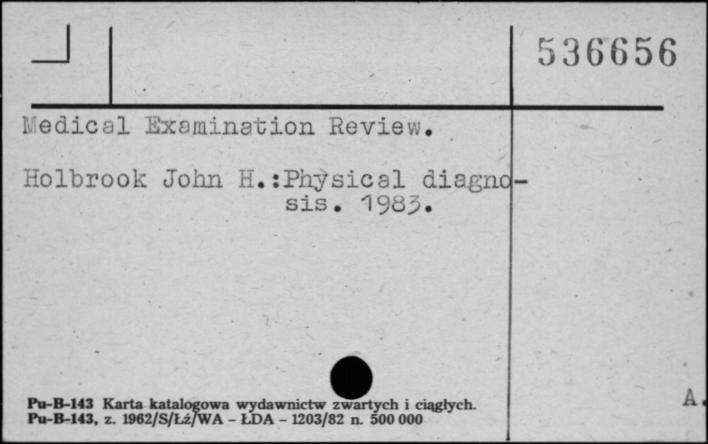 536656
Medical Examination Review.
Holbrook John H.:Physical diagno-
sis. 1983.
A.
Pu-B-143 Karta katalogowa wydawnictw zwartych i ciągłych.
Pu-B-143, z. 1962/S/Łź/WA – ŁDA – 1203/82 n. 500 000